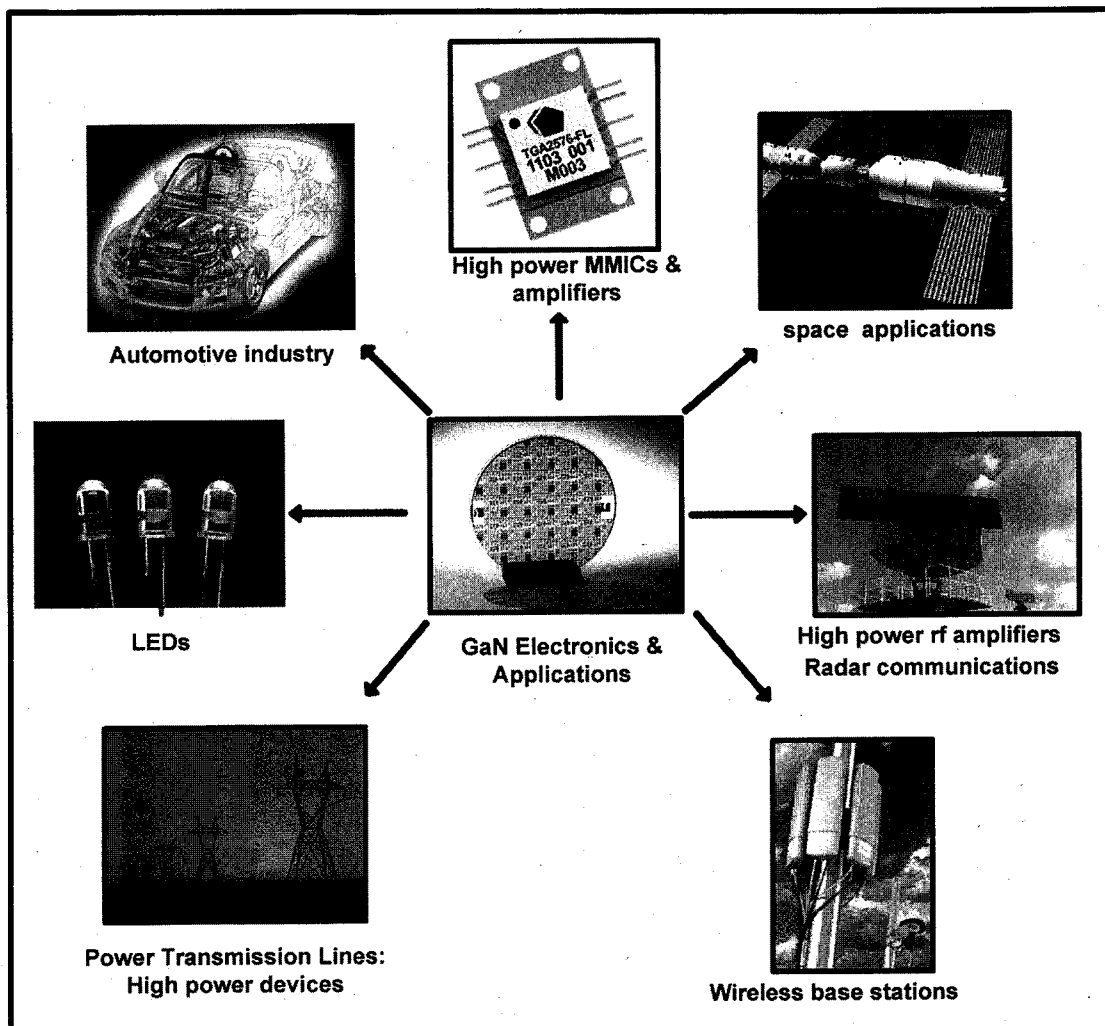 TGA2576-FL
1103 001
M003
High power MMICs &
amplifiers
Automotive industry
space applications
LEDs
GaN Electronics &
Applications
High power rf amplifiers
Radar communications
Power Transmission Lines:
High power devices
Wireless base stations